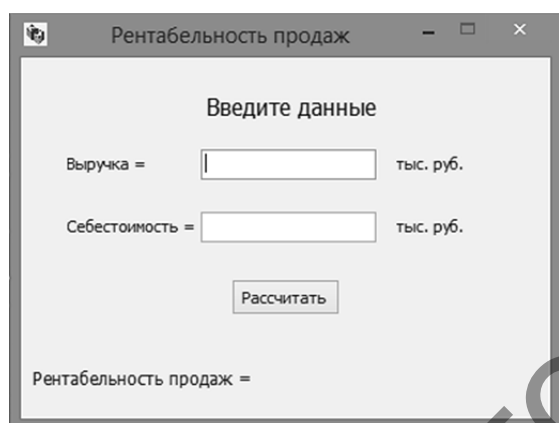 Рентабельность продаж
Введите данные
Выручка = тыс. руб.
Себестоимость = тыс. руб.
Рассчитать
Рентабельность продаж =